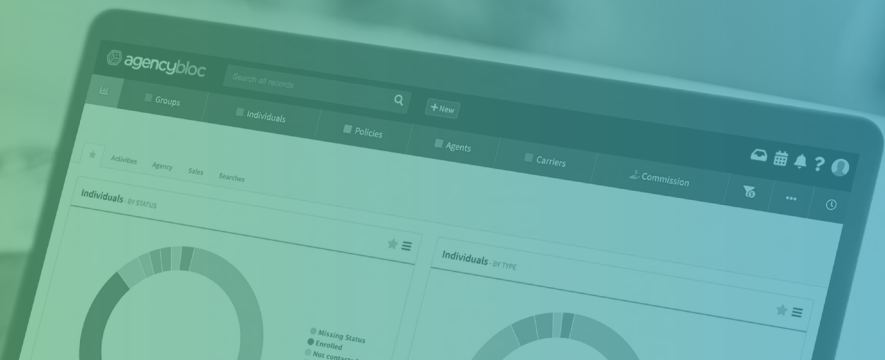 agencybloc
Search all records
+ New
Groups
Individuals
Policies
Agents
Carriers
Commission
Activities
Agency
Sales
Searches
Individuals - BY STATUS
Individuals - BY TYPE
Missing Status
Enrolled